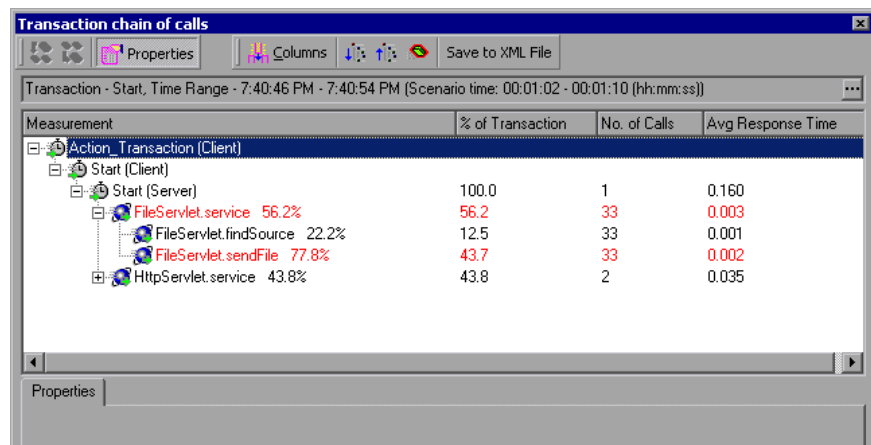 Transaction chain of calls
Properties Columns Save to XML File
Transaction - Start, Time Range - 7:40:46 PM - 7:40:54 PM (Scenario time: 00:01:02 - 00:01:10 (hh:mm:ss)) ...
Measurement % of Transaction No. of Calls Avg Response Time
Action_Transaction (Client)
Start (Client)
Start (Server) 100.0 1 0.160
FileServlet.service 56.2% 56.2 33 0.003
FileServlet.findSource 22.2% 12.5 33 0.001
FileServlet.sendFile 77.8% 43.7 33 0.002
HttpServlet.service 43.8% 43.8 2 0.035
Properties